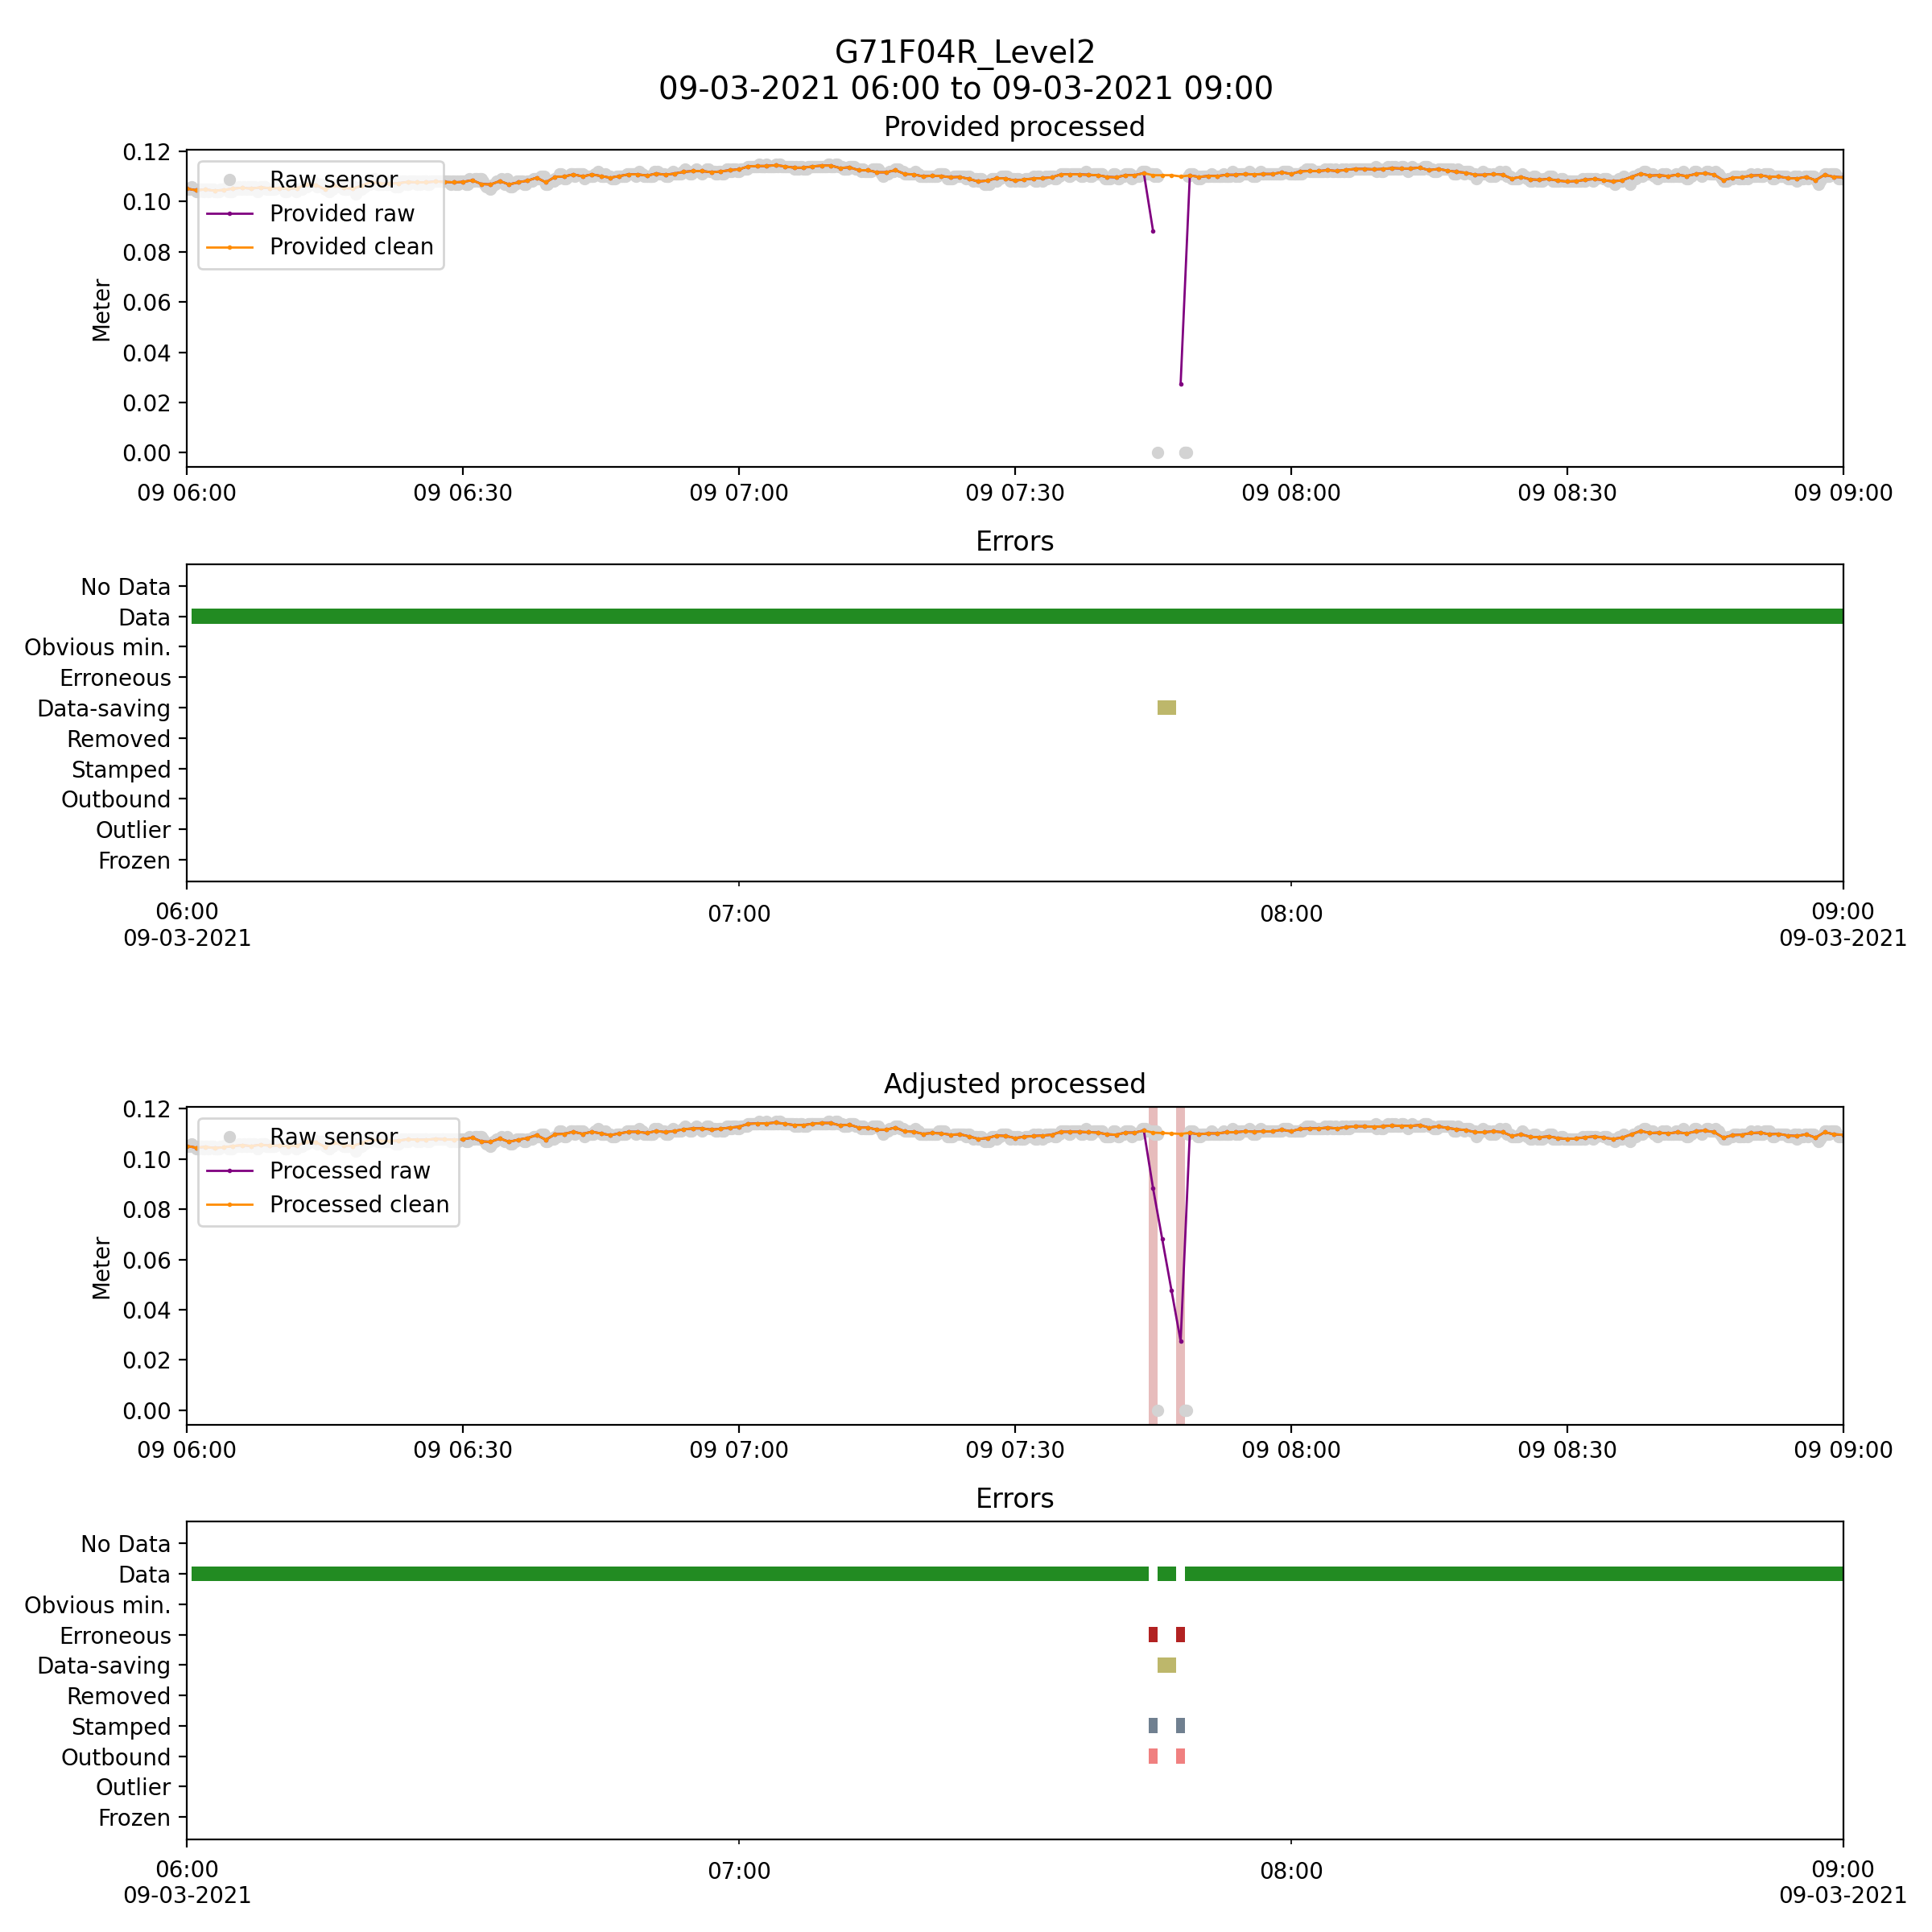 G71F04R_Level2
09-03-2021 06:00 to 09-03-2021 09:00
Provided processed
0.12
0.10
0.08
0.06
0.04
0.02
0.00
Meter
Raw sensor
Provided raw
Provided clean
09 06:00 09 06:30 09 07:00 09 07:30 09 08:00 09 08:30 09 09:00
Errors
No Data
Data
Obvious min.
Erroneous
Data-saving
Removed
Stamped
Outbound
Outlier
Frozen
06:00 07:00 08:00 09:00
09-03-2021 09-03-2021
Adjusted processed
0.12
0.10
0.08
0.06
0.04
0.02
0.00
Meter
Raw sensor
Processed raw
Processed clean
09 06:00 09 06:30 09 07:00 09 07:30 09 08:00 09 08:30 09 09:00
Errors
No Data
Data
Obvious min.
Erroneous
Data-saving
Removed
Stamped
Outbound
Outlier
Frozen
06:00 07:00 08:00 09:00
09-03-2021 09-03-2021